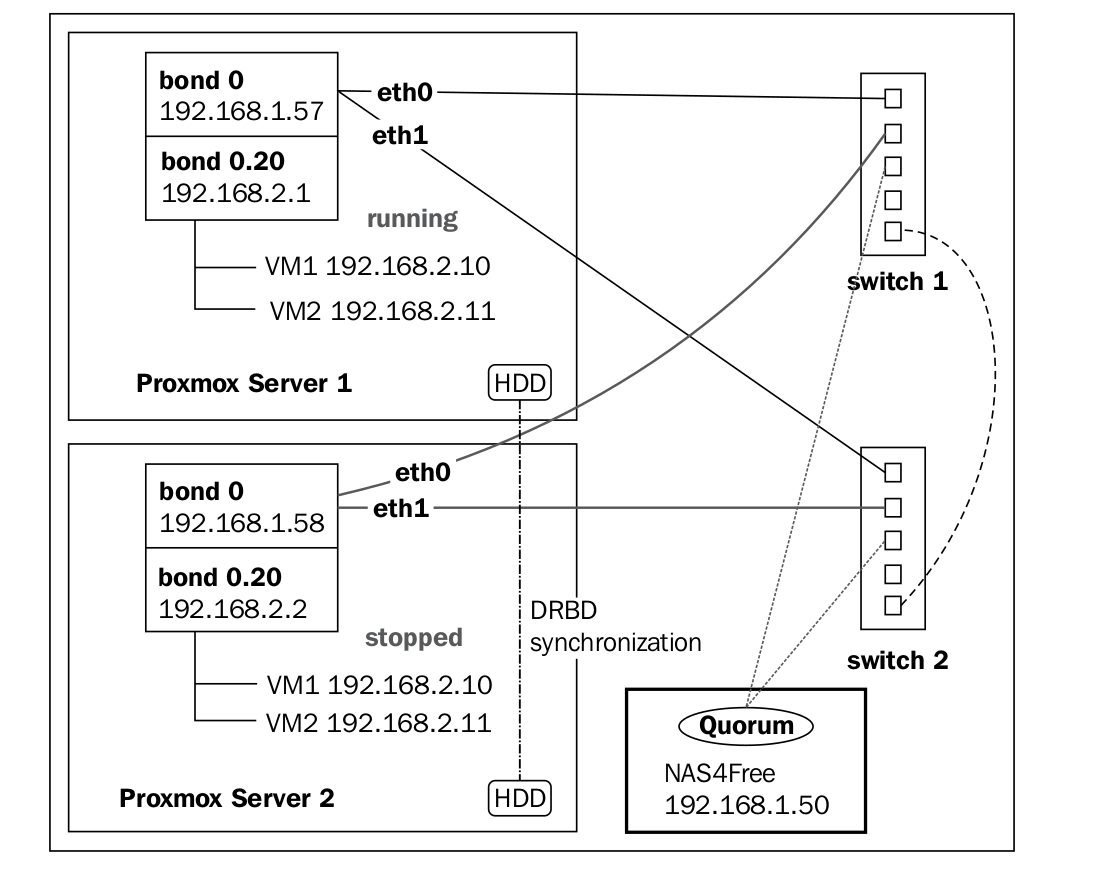 bond 0
192.168.1.57
bond 0.20
192.168.2.1
eth0
eth1
running
VM1 192.168.2.10
VM2 192.168.2.11
Proxmox Server 1
HDD
switch 1
bond 0
192.168.1.58
bond 0.20
192.168.2.2
eth0
eth1
stopped
VM1 192.168.2.10
VM2 192.168.2.11
Proxmox Server 2
HDD
DRBD
synchronization
switch 2
Quorum
NAS4Free
192.168.1.50